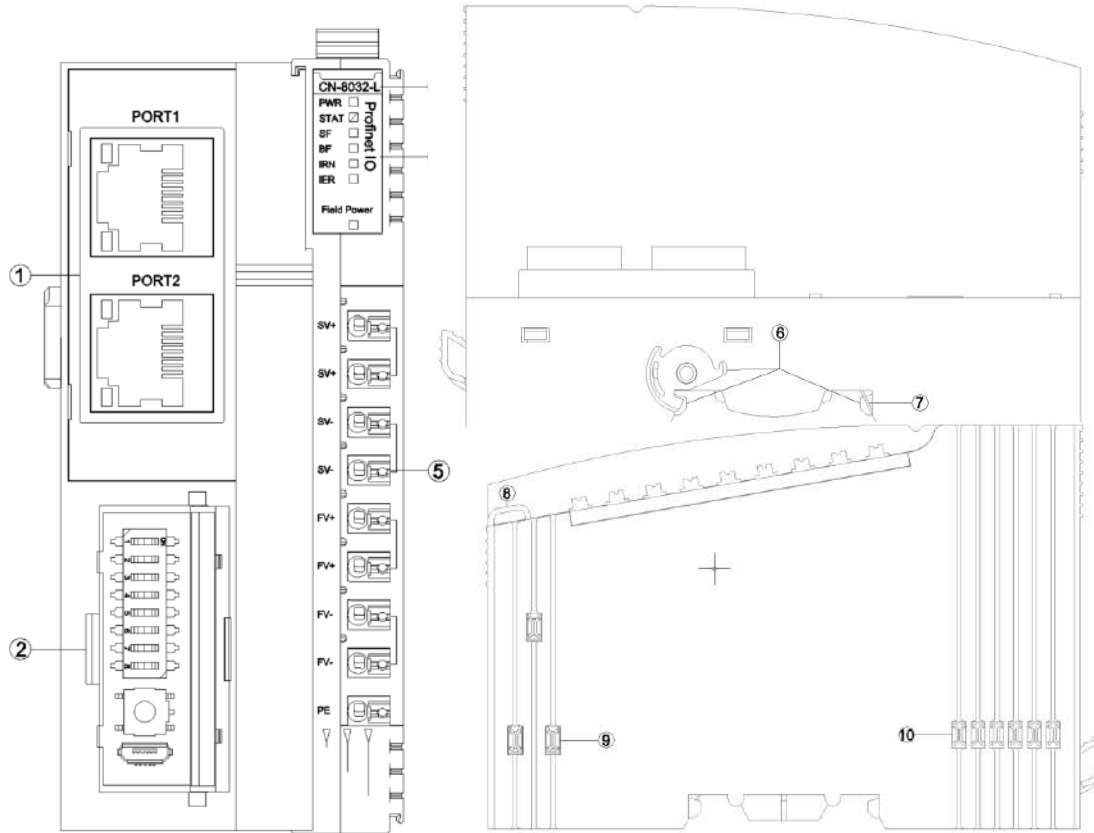 PORT1
PORT2
CN-8032-L
PWR
STAT
SF
BF
IRN
IER
Profinet IO
Field Power
SV+
SV+
SV-
SV-
FV+
FV+
FV-
FV-
PE
①
②
⑤
⑥
⑦
⑧
⑨
⑩